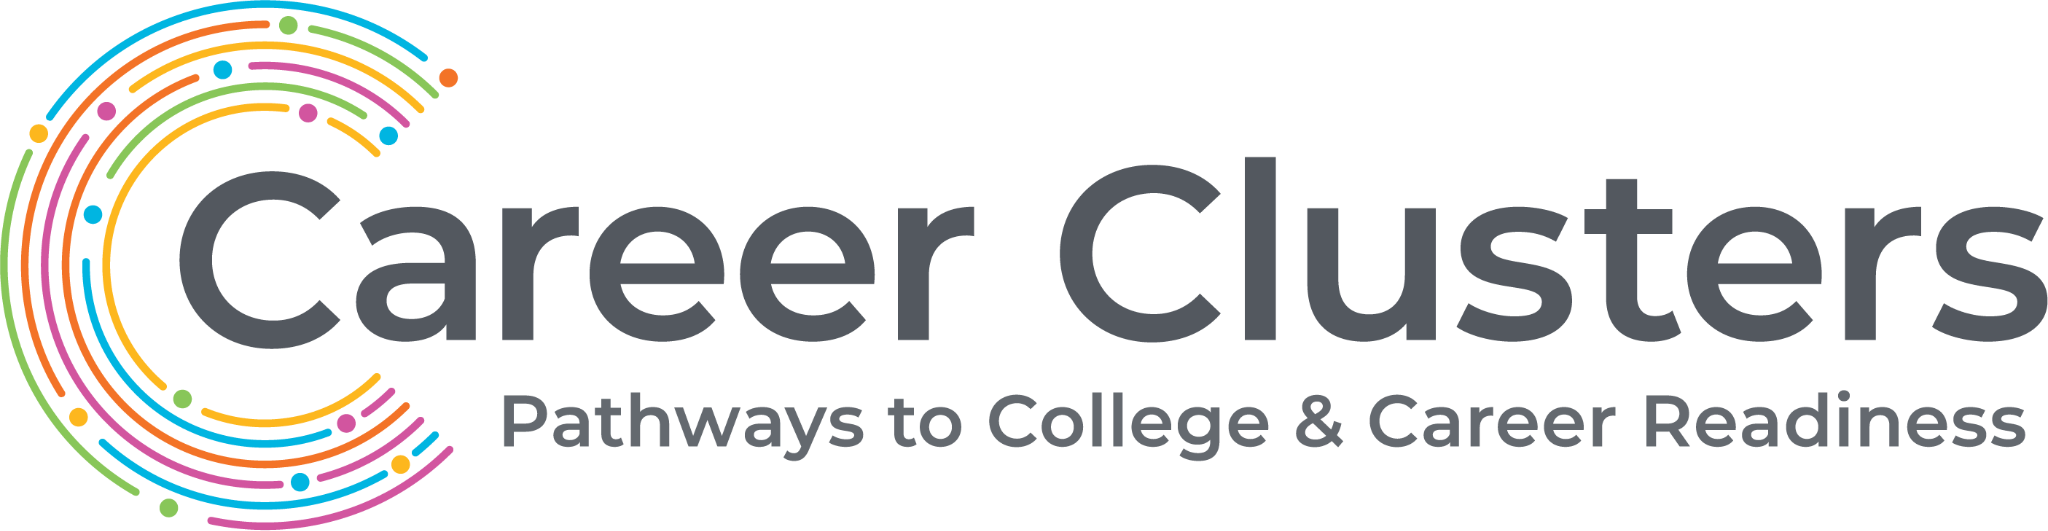 Career Clusters
Pathways to College & Career Readiness